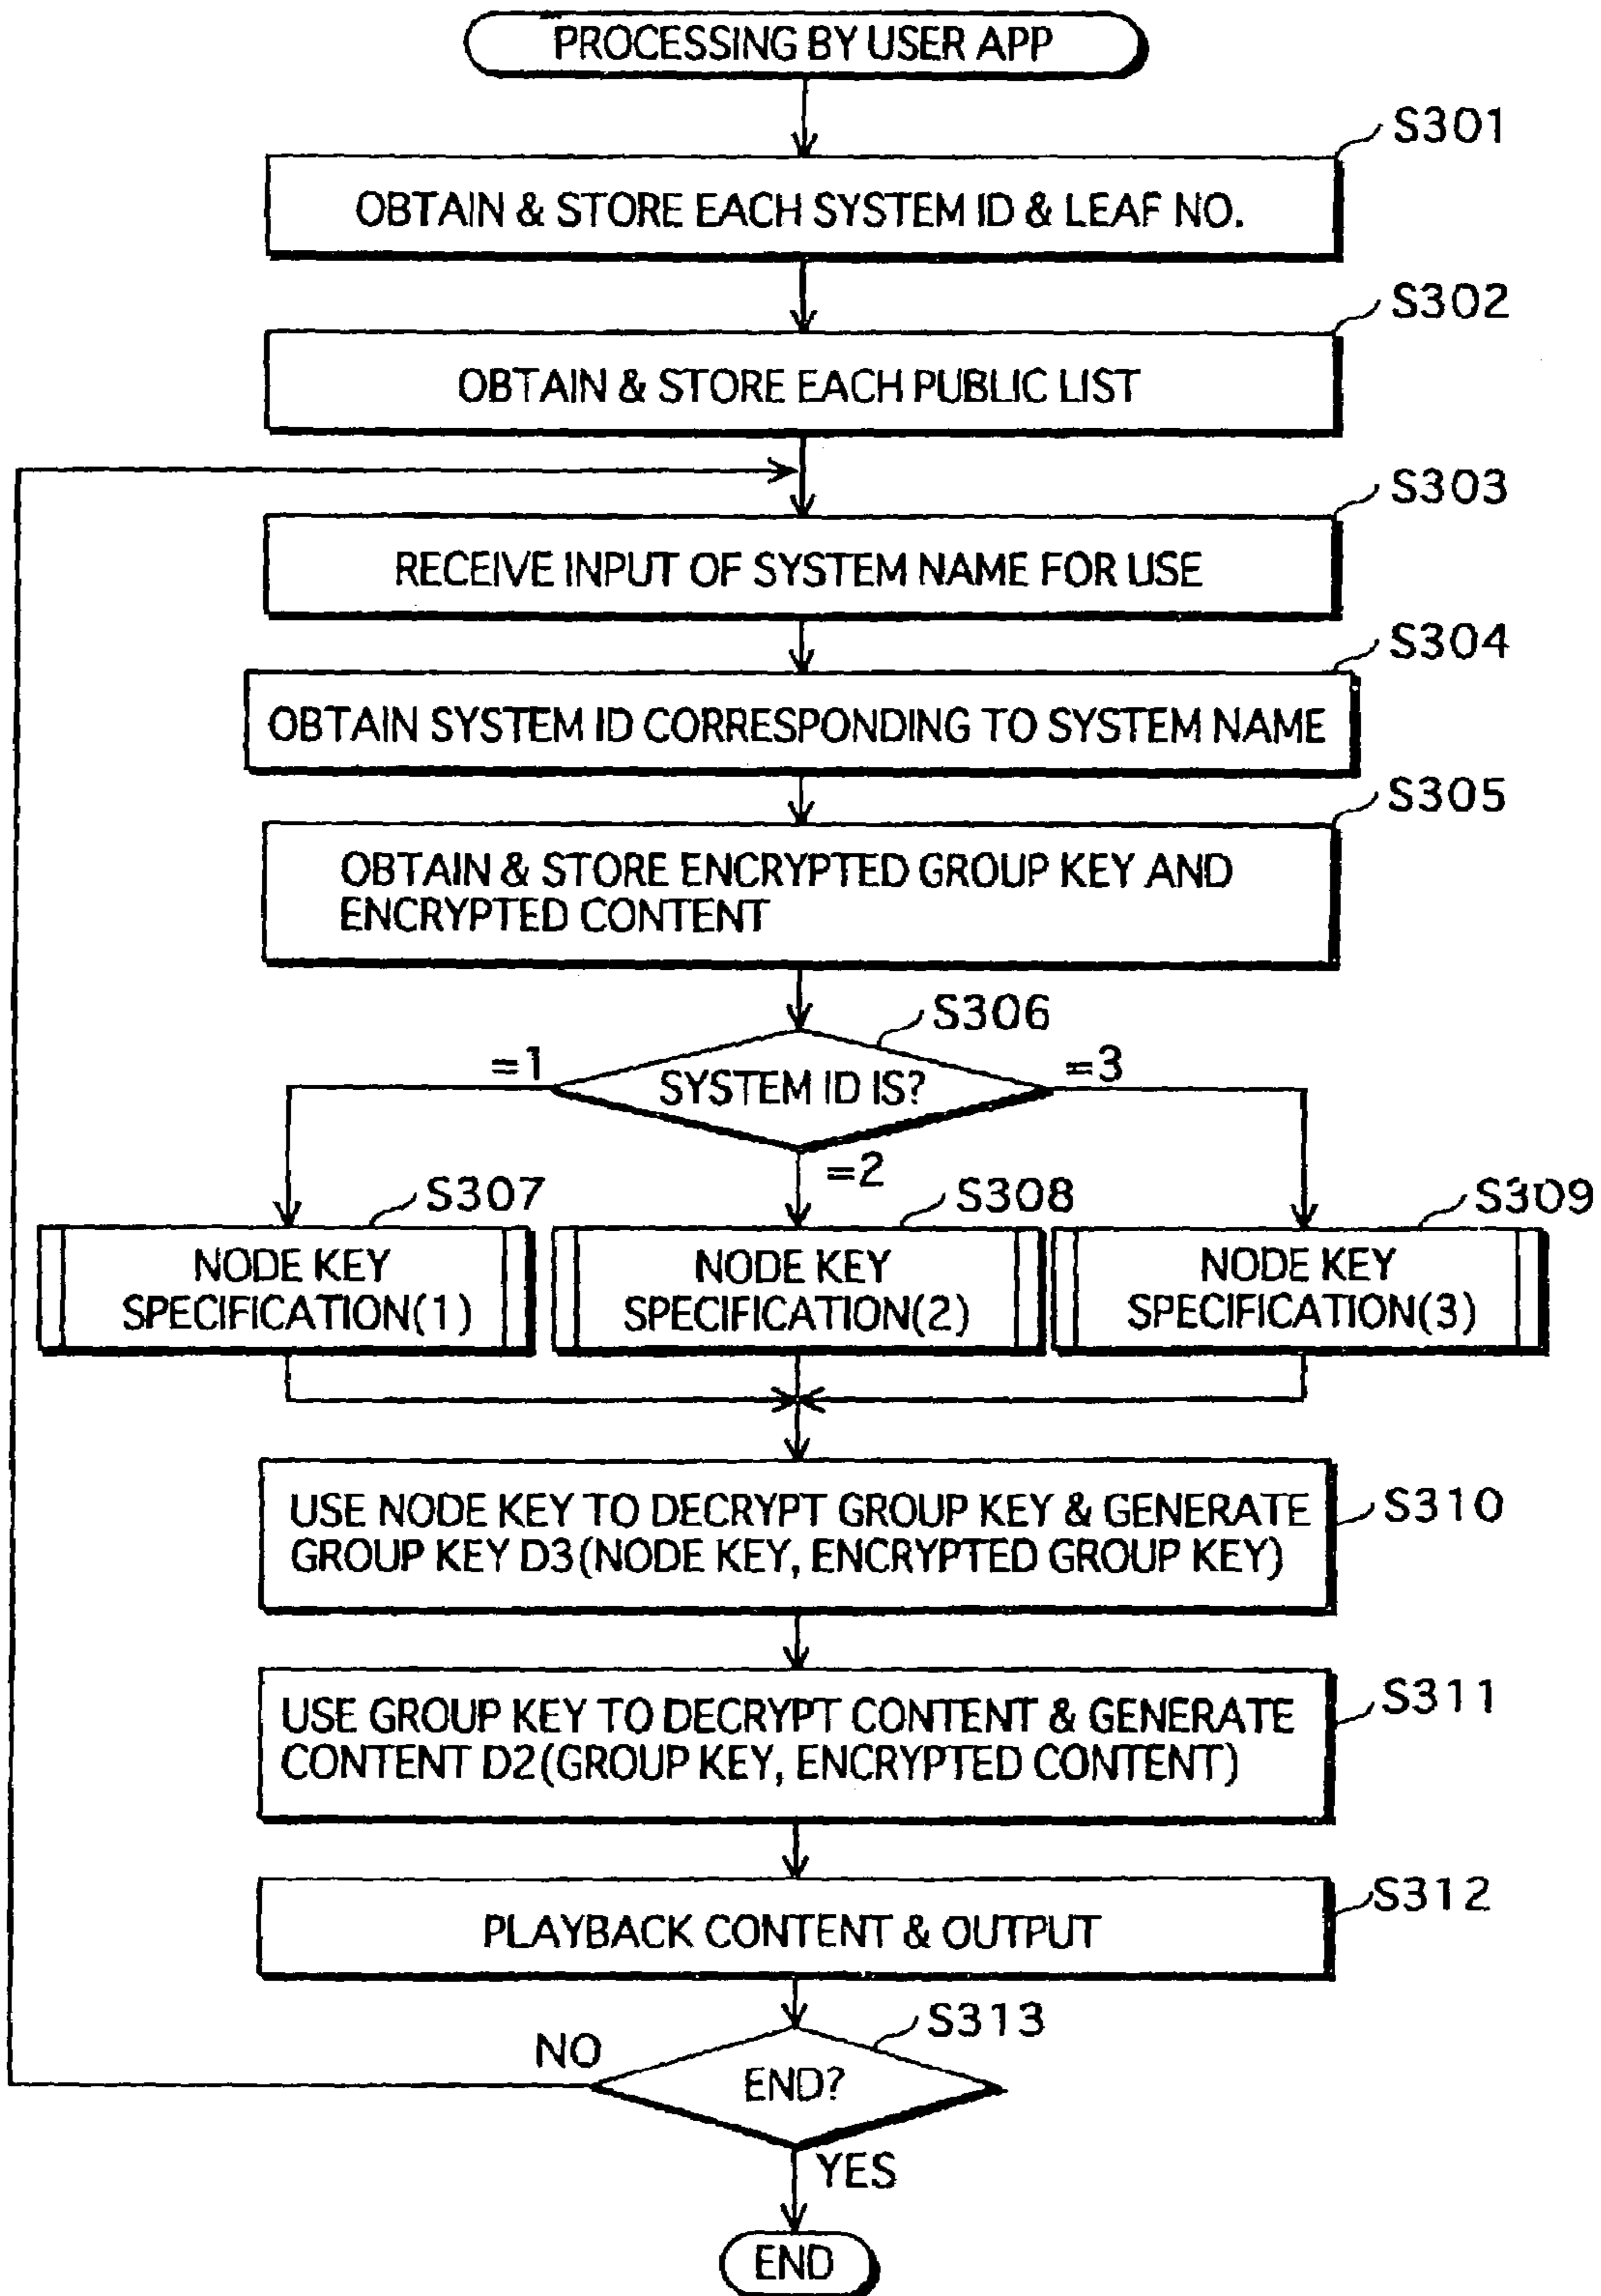 PROCESSING BY USER APP
S301
OBTAIN & STORE EACH SYSTEM ID & LEAF NO.
S302
OBTAIN & STORE EACH PUBLIC LIST
S303
RECEIVE INPUT OF SYSTEM NAME FOR USE
S304
OBTAIN SYSTEM ID CORRESPONDING TO SYSTEM NAME
S305
OBTAIN & STORE ENCRYPTED GROUP KEY AND
ENCRYPTED CONTENT
S306
=1
SYSTEM ID IS?
=3
=2
S307
NODE KEY
SPECIFICATION(1)
S308
NODE KEY
SPECIFICATION(2)
S309
NODE KEY
SPECIFICATION(3)
USE NODE KEY TO DECRYPT GROUP KEY & GENERATE
GROUP KEY D3(NODE KEY, ENCRYPTED GROUP KEY)
S310
USE GROUP KEY TO DECRYPT CONTENT & GENERATE
CONTENT D2(GROUP KEY, ENCRYPTED CONTENT)
S311
S312
PLAYBACK CONTENT & OUTPUT
S313
NO
END?
YES
END